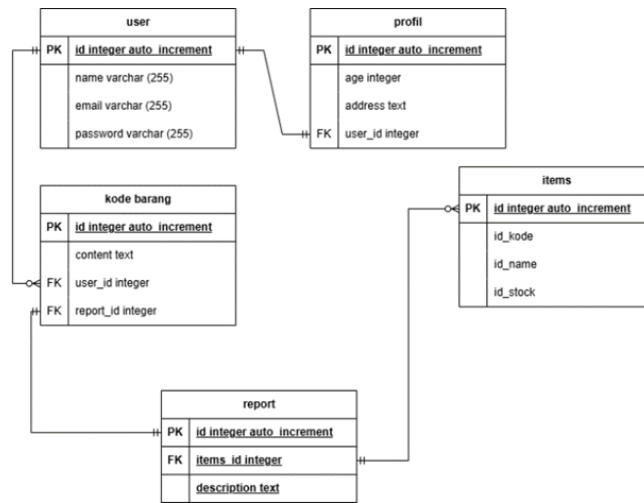 user
PK id integer auto_increment
name varchar (255)
email varchar (255)
password varchar (255)
profil
PK id integer auto_increment
age integer
address text
FK user_id integer
kode barang
PK id integer auto_increment
content text
FK user_id integer
FK report_id integer
items
PK id integer auto_increment
id_kode
id_name
id_stock
report
PK id integer auto_increment
FK items_id integer
description text